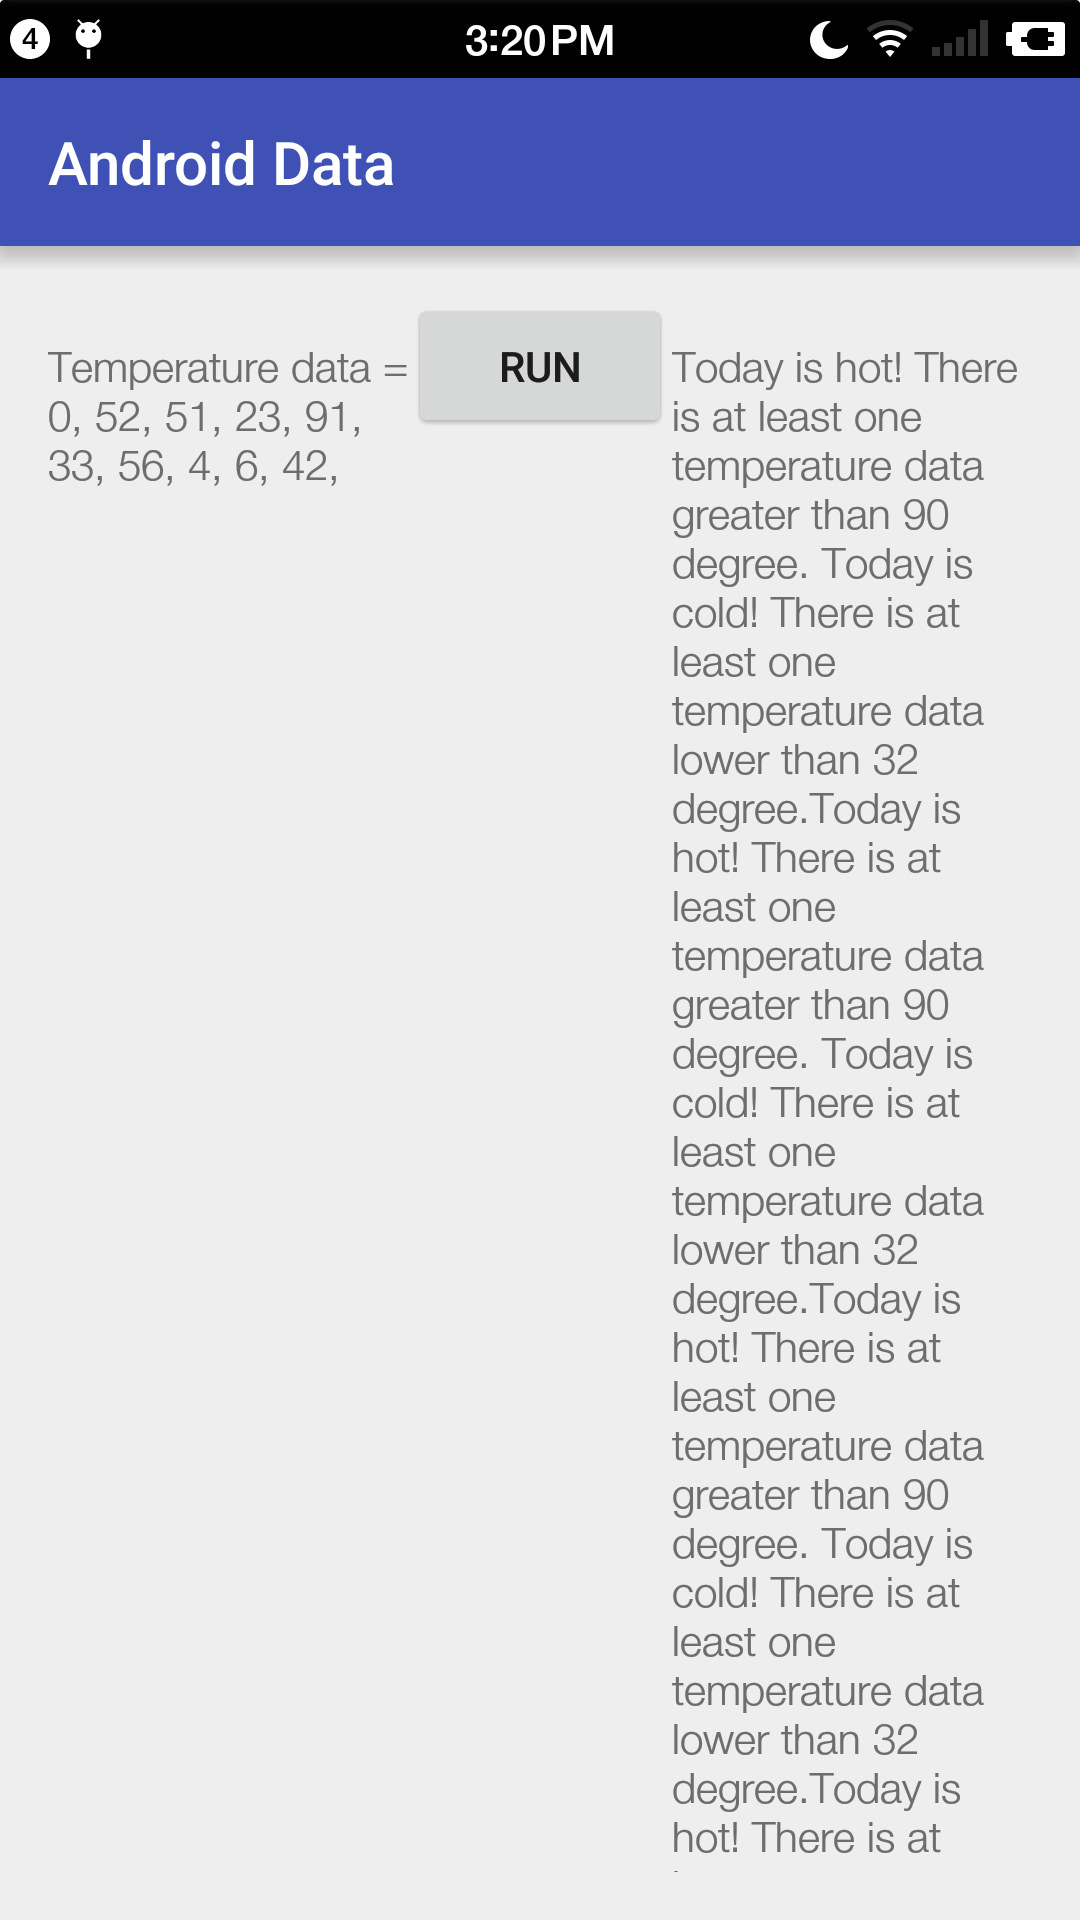 4
3:20 PM
Android Data
Temperature data =
0, 52, 51, 23, 91,
33, 56, 4, 6, 42,
RUN
Today is hot! There
is at least one
temperature data
greater than 90
degree. Today is
cold! There is at
least one
temperature data
lower than 32
degree.Today is
hot! There is at
least one
temperature data
greater than 90
degree. Today is
cold! There is at
least one
temperature data
lower than 32
degree.Today is
hot! There is at
least one
temperature data
greater than 90
degree. Today is
cold! There is at
least one
temperature data
lower than 32
degree.Today is
hot! There is at